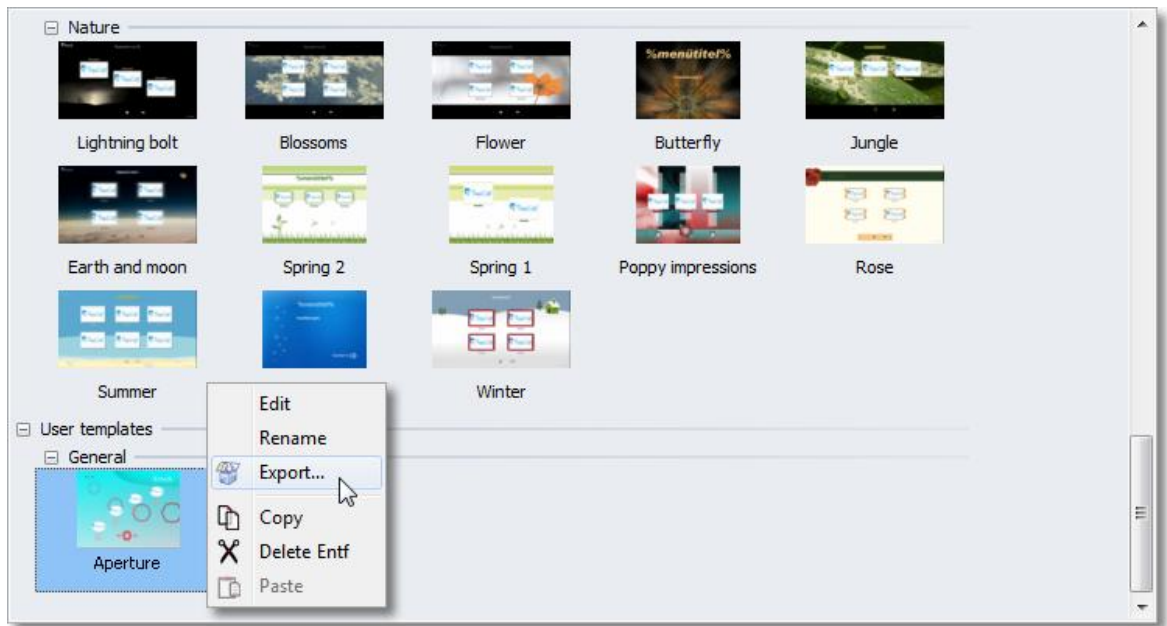 Nature
%menütitel%
Lightning bolt
Blossoms
Flower
Butterfly
Jungle
Earth and moon
Spring 2
Spring 1
Poppy impressions
Rose
Summer
Winter
User templates
General
Aperture
Edit
Rename
Export...
Copy
Delete Entf
Paste